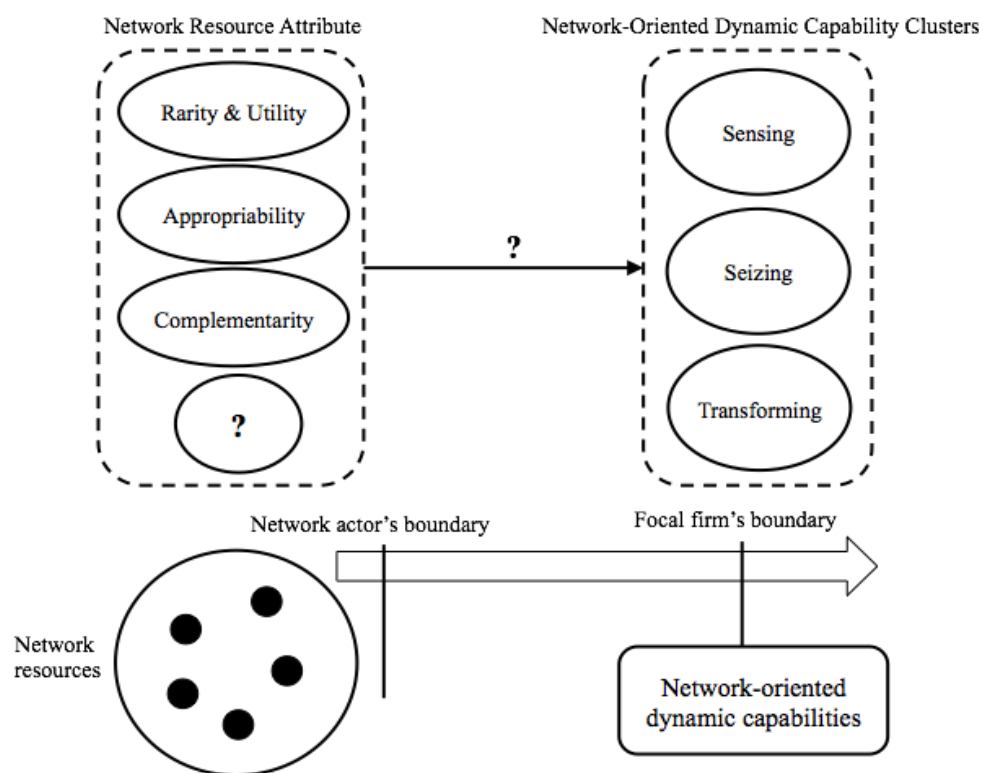 Network Resource Attribute
Network-Oriented Dynamic Capability Clusters
Rarity & Utility
Appropriability
Complementarity
?
?
Sensing
Seizing
Transforming
Network actor's boundary
Focal firm's boundary
Network
resources
Network-oriented
dynamic capabilities